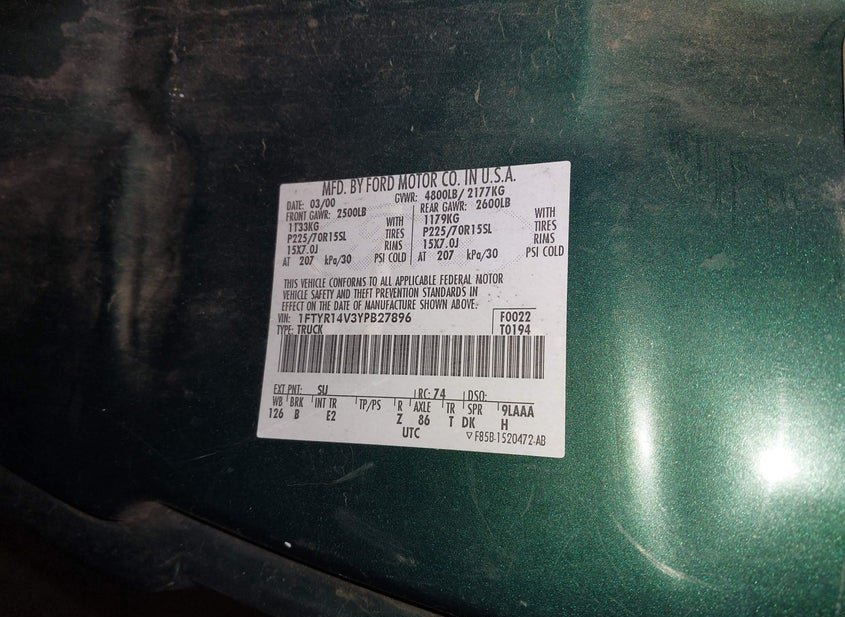 MFD. BY FORD MOTOR CO. IN U.S.A.
DATE: 03/00 GVWR: 4800LB/ 2177KG
FRONT GAWR: 2500LB REAR GAWR: 2600LB
1T33KG WITH 1179KG WITH
P225/70R15SL TIRES P225/70R15SL TIRES
15X7.0J RIMS 15X7.0J RIMS
AT 207 kPa/30 PSI COLD AT 207 kPa/30 PSI COLD
THIS VEHICLE CONFORMS TO ALL APPLICABLE FEDERAL MOTOR
VEHICLE SAFETY AND THEFT PREVENTION STANDARDS IN
EFFECT ON THE DATE OF MANUFACTURE SHOWN ABOVE.
VIN: 1FTYR14V3YPB27896 F0022
TYPE: TRUCK T0194
EXT PNT: SU RC: 74 DSO:
WB BRK INT TR TP/PS R AXLE TR SPR 9LAAA
126 B E2 Z 86 T DK H
UTC ▽ F85B-1520472-AB